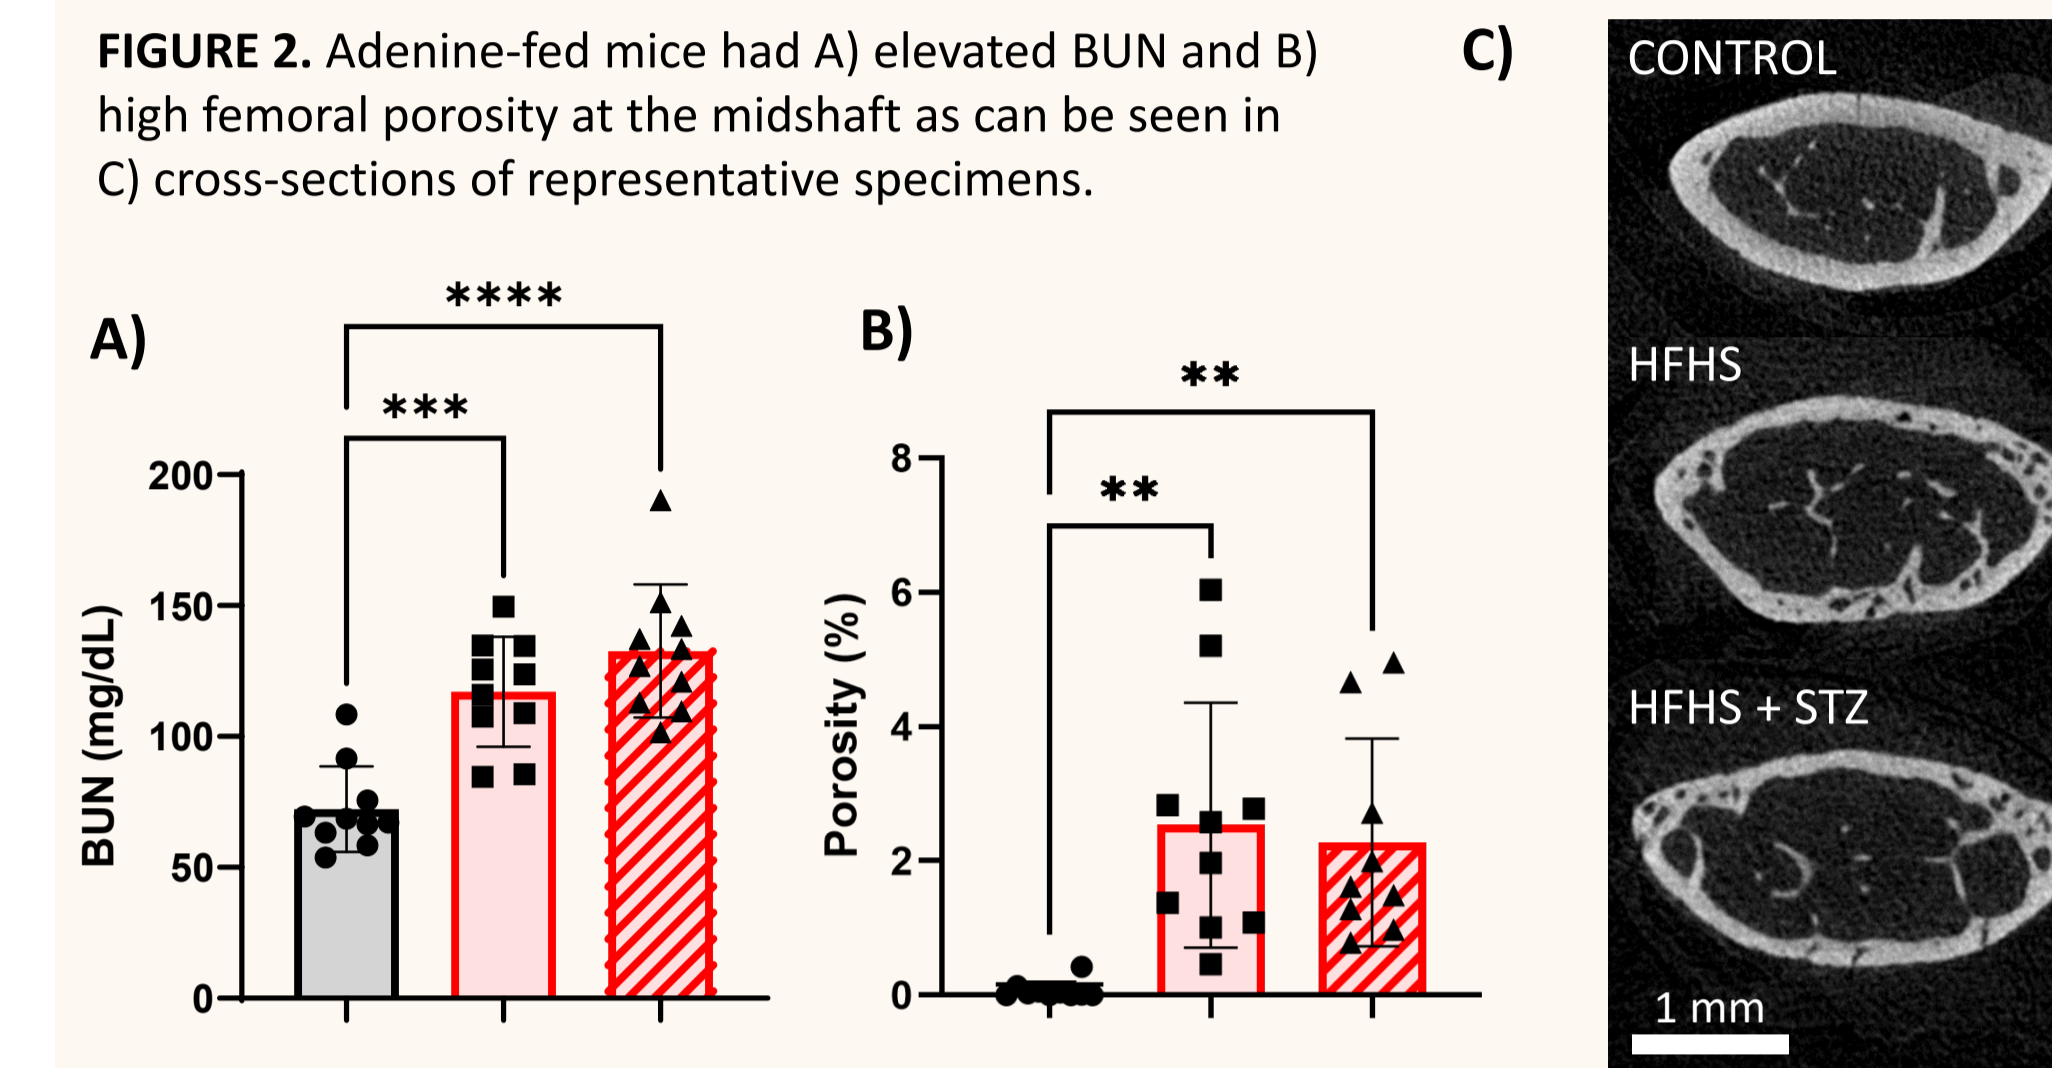 FIGURE 2. Adenine-fed mice had A) elevated BUN and B)
high femoral porosity at the midshaft as can be seen in
C) cross-sections of representative specimens.
A)
****
***
BUN (mg/dL)
200
150
100
50
0
B)
**
**
Porosity (%)
8
6
4
2
0
C)
CONTROL
HFHS
HFHS + STZ
1 mm